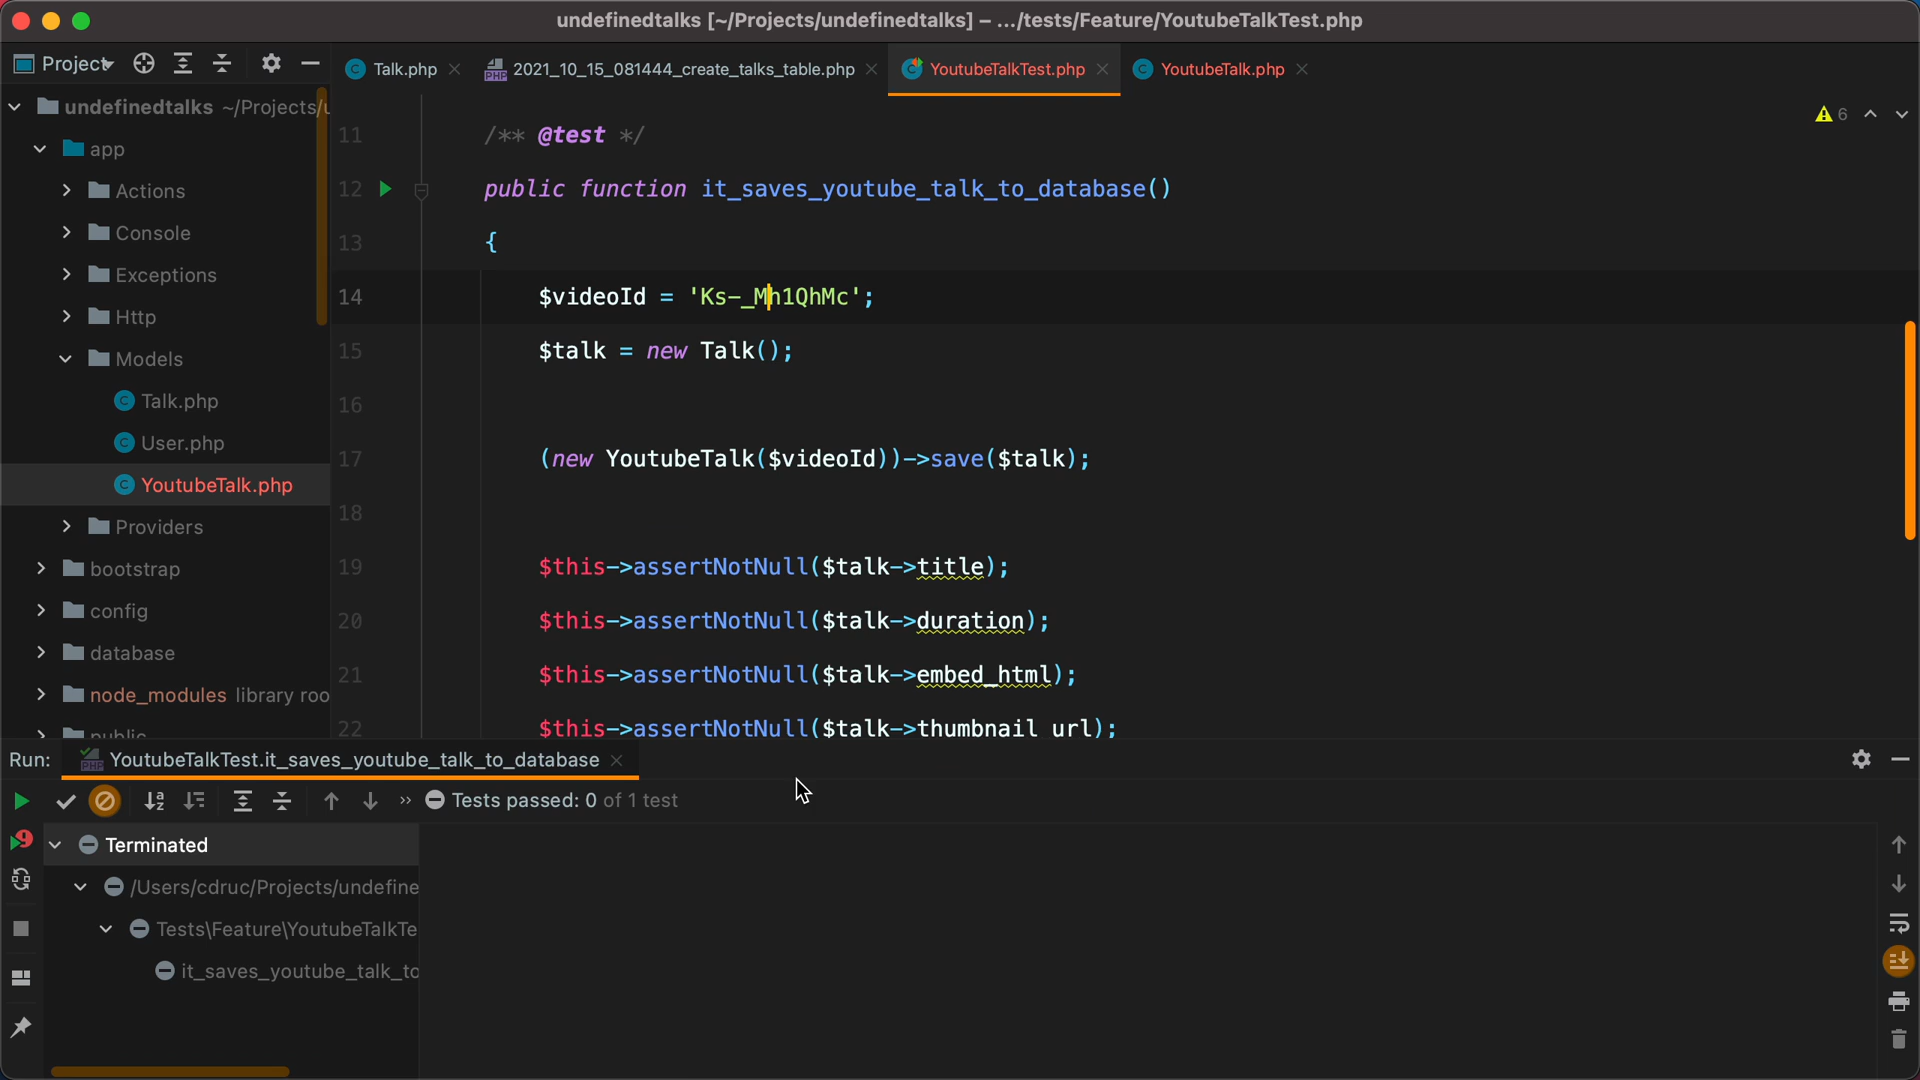 undefinedtalks [~/Projects/undefinedtalks] – .../tests/Feature/YoutubeTalkTest.php
Project
Talk.php
2021_10_15_081444_create_talks_table.php
YoutubeTalkTest.php
YoutubeTalk.php
undefinedtalks ~/Projects/u
app
Actions
Console
Exceptions
Http
Models
Talk.php
User.php
YoutubeTalk.php
Providers
bootstrap
config
database
node_modules library roo
public
6
11 /** @test */
12 public function it_saves_youtube_talk_to_database()
13 {
14 $videoId = 'Ks-_Mh1QhMc';
15 $talk = new Talk();
16
17 (new YoutubeTalk($videoId))->save($talk);
18
19 $this->assertNotNull($talk->title);
20 $this->assertNotNull($talk->duration);
21 $this->assertNotNull($talk->embed_html);
22 $this->assertNotNull($talk->thumbnail_url);
Run: YoutubeTalkTest.it_saves_youtube_talk_to_database
Tests passed: 0 of 1 test
Terminated
/Users/cdruc/Projects/undefine
Tests\Feature\YoutubeTalkTe
it_saves_youtube_talk_to